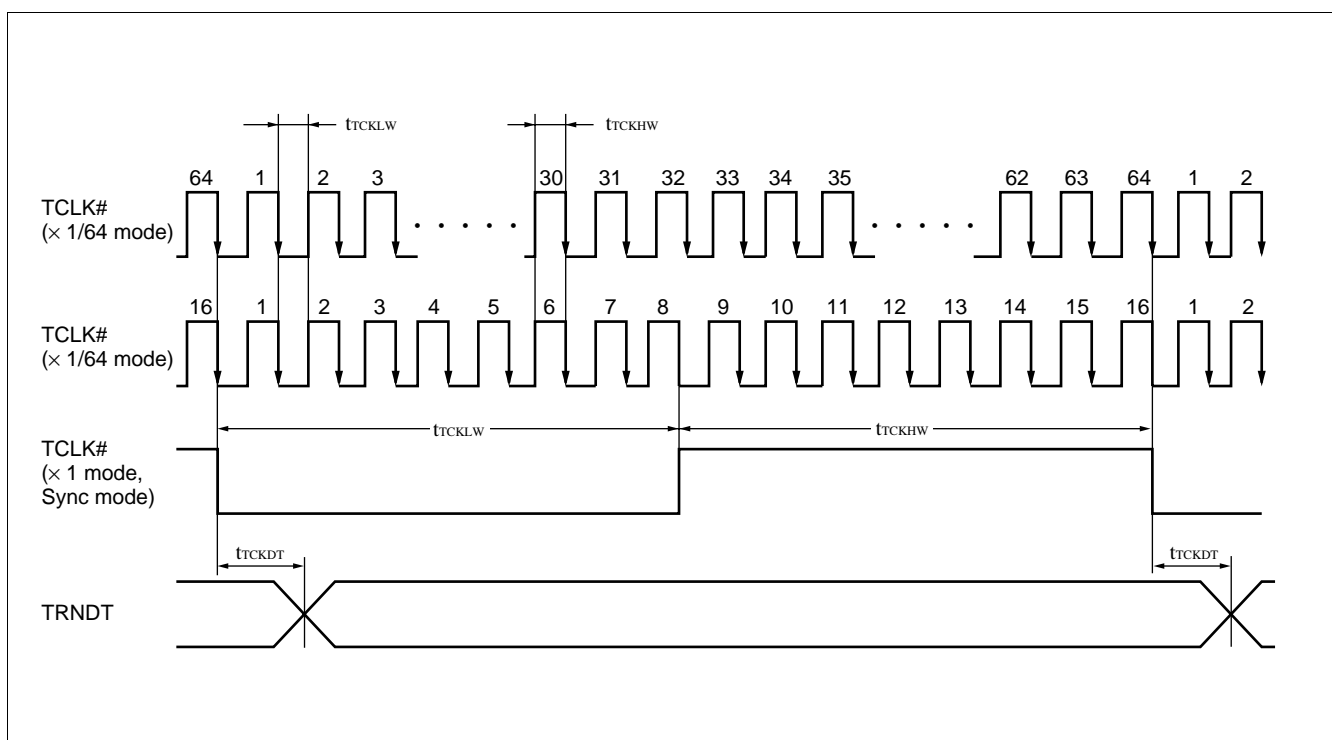 tTCKLW tTCKHW
64 1 2 3 30 31 32 33 34 35 62 63 64 1 2
TCLK#
(× 1/64 mode)
16 1 2 3 4 5 6 7 8 9 10 11 12 13 14 15 16 1 2
TCLK#
(× 1/64 mode)
tTCKLW tTCKHW
TCLK#
(× 1 mode,
Sync mode)
tTCKDT tTCKDT
TRNDT